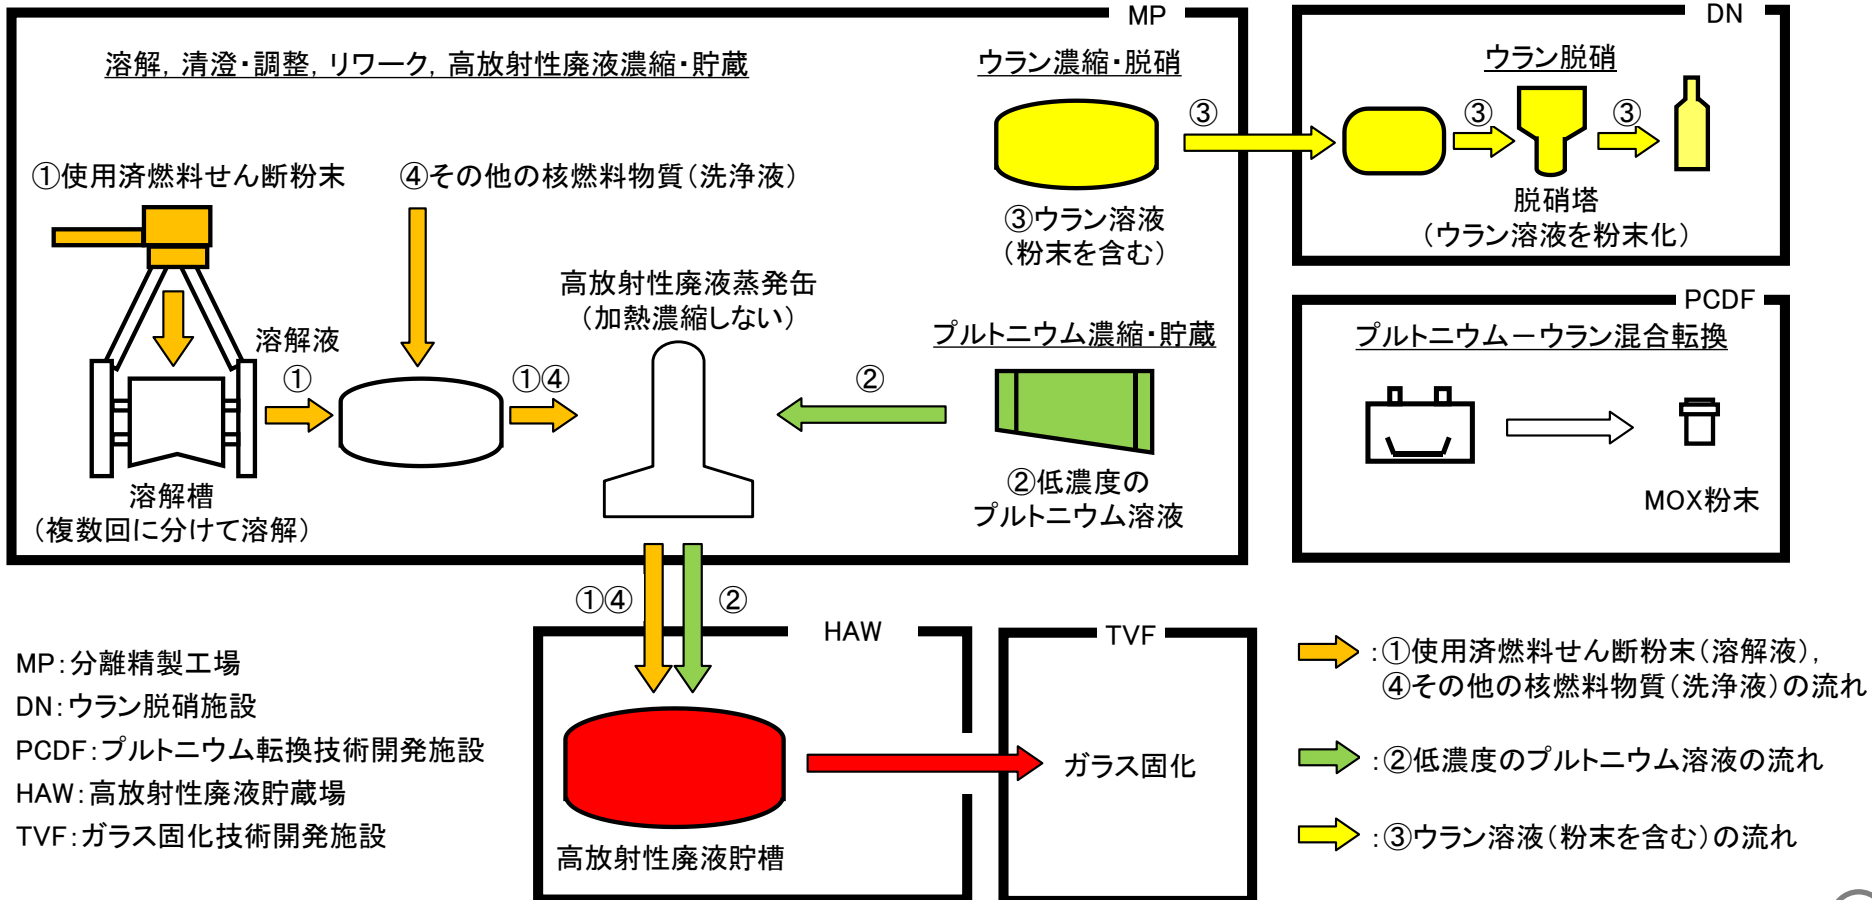 MP
溶解, 清澄・調整, リワーク, 高放射性廃液濃縮・貯蔵
ウラン濃縮・脱硝
③
①使用済燃料せん断粉末
④その他の核燃料物質(洗浄液)
③ウラン溶液
(粉末を含む)
高放射性廃液蒸発缶
(加熱濃縮しない)
溶解液
①
①④
②
プルトニウム濃縮・貯蔵
溶解槽
(複数回に分けて溶解)
②低濃度の
プルトニウム溶液
DN
ウラン脱硝
③
③
脱硝塔
(ウラン溶液を粉末化)
PCDF
プルトニウム－ウラン混合転換
MOX粉末
①④
②
HAW
高放射性廃液貯槽
TVF
ガラス固化
MP:分離精製工場
DN:ウラン脱硝施設
PCDF:プルトニウム転換技術開発施設
HAW:高放射性廃液貯蔵場
TVF:ガラス固化技術開発施設
:①使用済燃料せん断粉末(溶解液),
④その他の核燃料物質(洗浄液)の流れ
:②低濃度のプルトニウム溶液の流れ
:③ウラン溶液(粉末を含む)の流れ